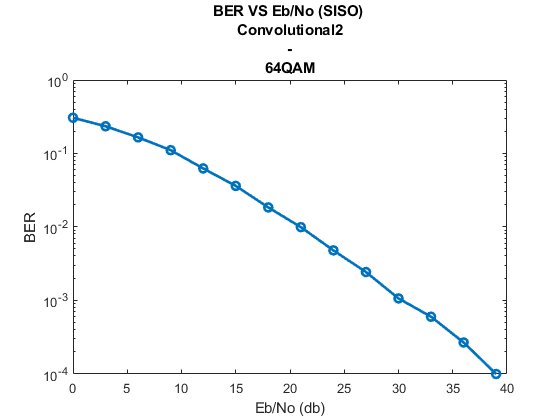 BER VS Eb/No (SISO)
Convolutional2
-
64QAM
10^0
10^-1
10^-2
10^-3
10^-4
BER
0 5 10 15 20 25 30 35 40
Eb/No (db)